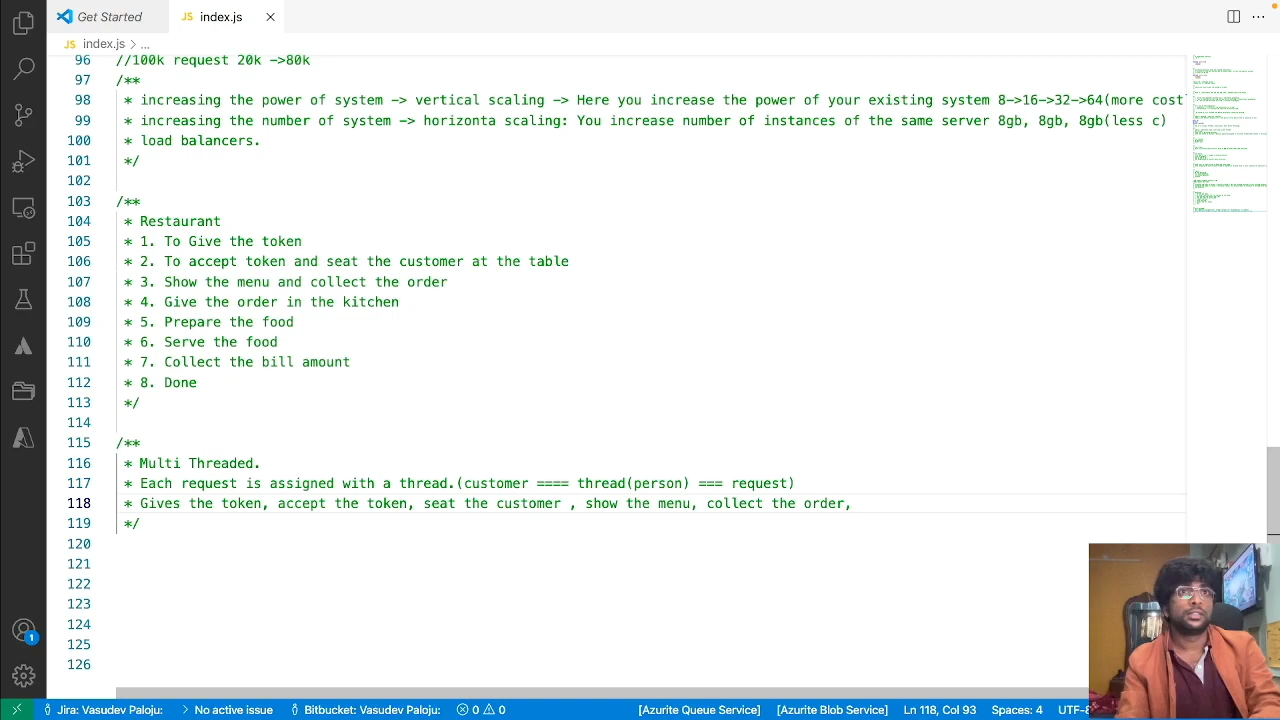 Get Started
JS index.js
JS index.js > ...
96 //100k request 20k ->80k
97 /**
98 * increasing the power of system -> vertical scaling -> here you increase the power of your existing system 8->16->32->64(more cost
99 * increasing the number of system -> horizontal scaling: You increase number of instances of the same server 8gb, 8gb, 8gb(less c)
100 * load balancers.
101 */
102
103 /**
104 * Restaurant
105 * 1. To Give the token
106 * 2. To accept token and seat the customer at the table
107 * 3. Show the menu and collect the order
108 * 4. Give the order in the kitchen
109 * 5. Prepare the food
110 * 6. Serve the food
111 * 7. Collect the bill amount
112 * 8. Done
113 */
114
115 /**
116 * Multi Threaded.
117 * Each request is assigned with a thread.(customer ==== thread(person) === request)
118 * Gives the token, accept the token, seat the customer , show the menu, collect the order,
119 */
120
121
122
123
124
125
126
1
Jira: Vasudev Paloju: > No active issue Bitbucket: Vasudev Paloju: 0 0 [Azurite Queue Service] [Azurite Blob Service] Ln 118, Col 93 Spaces: 4 UTF-8